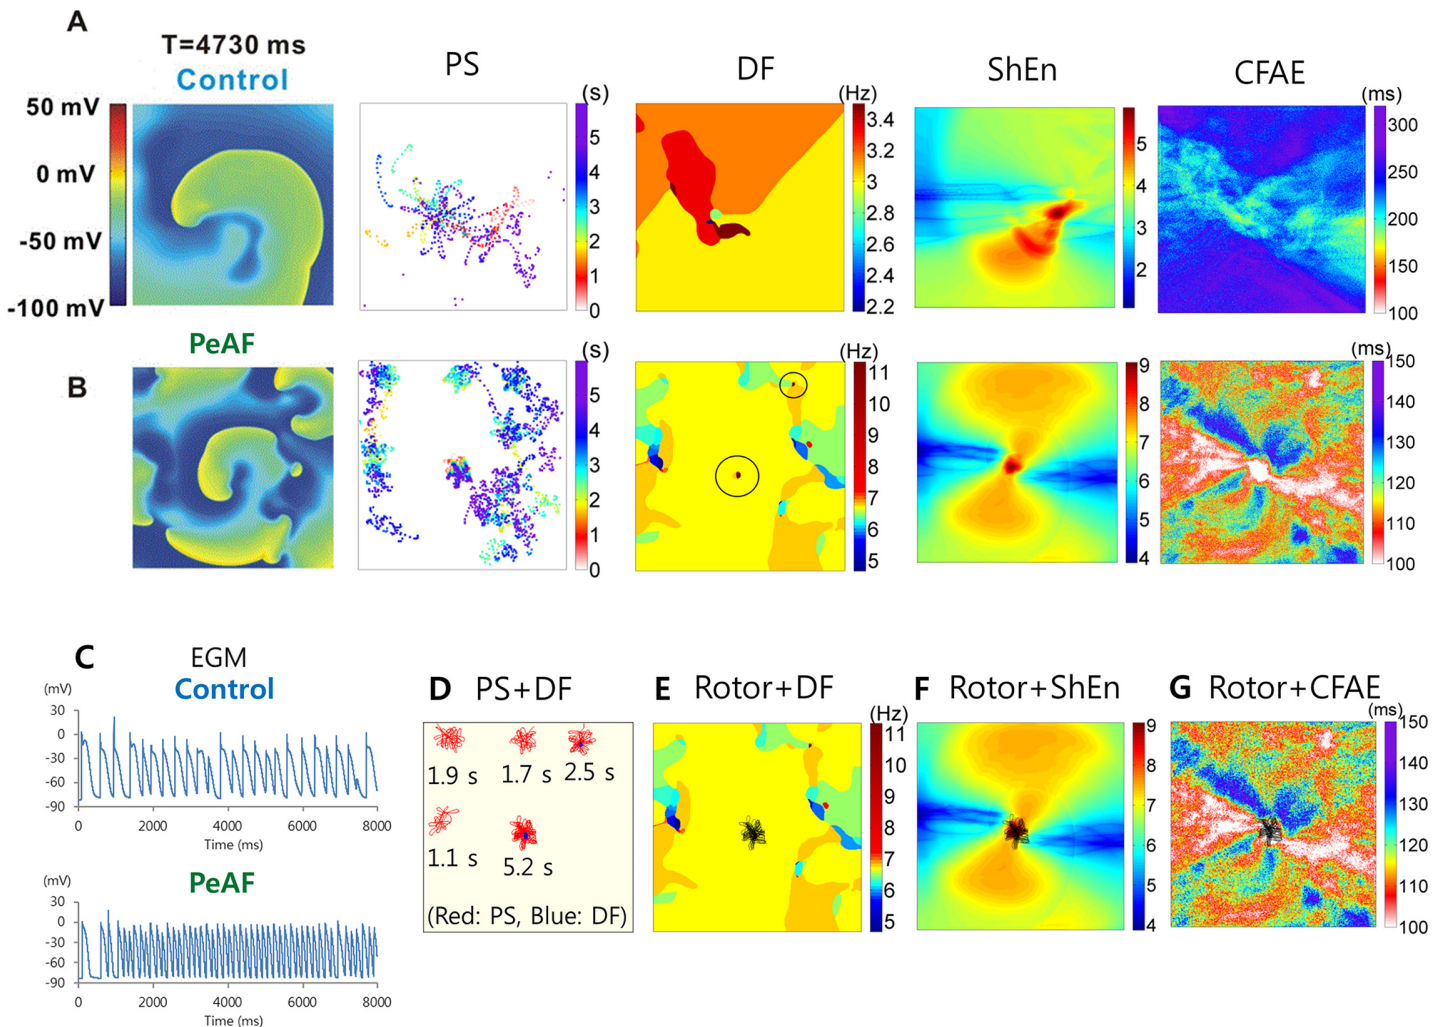 A
T=4730 ms
Control
PS
DF
ShEn
CFAE
50 mV
0 mV
-50 mV
-100 mV
(s)
5
4
3
2
1
0
(Hz)
3.4
3.2
3
2.8
2.6
2.4
2.2
5
4
3
2
(ms)
300
250
200
150
100
PeAF
B
(s)
5
4
3
2
1
0
(Hz)
11
10
9
8
7
6
5
9
8
7
6
5
4
(ms)
150
140
130
120
110
100
C
EGM
Control
(mV)
30
0
-30
-60
-90
0 2000 4000 6000 8000
Time (ms)
PeAF
(mV)
30
0
-30
-60
-90
0 2000 4000 6000 8000
Time (ms)
D PS+DF
1.9 s 1.7 s 2.5 s
1.1 s 5.2 s
(Red: PS, Blue: DF)
E Rotor+DF
(Hz)
11
10
9
8
7
6
5
F Rotor+ShEn
9
8
7
6
5
4
G Rotor+CFAE
(ms)
150
140
130
120
110
100